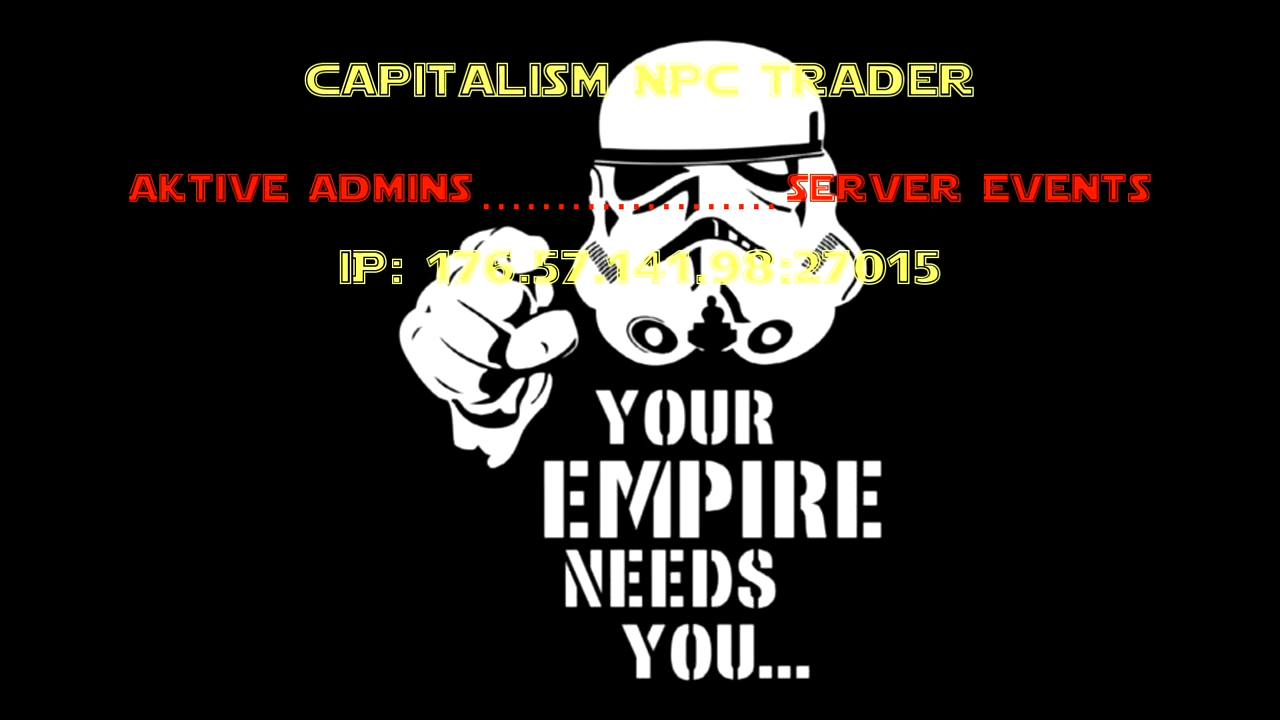 CAPITALISM NPC TRADER
AKTIVE ADMINS....................SERVER EVENTS
IP: 176.57.141.98:27015
YOUR
EMPIRE
NEEDS
YOU...